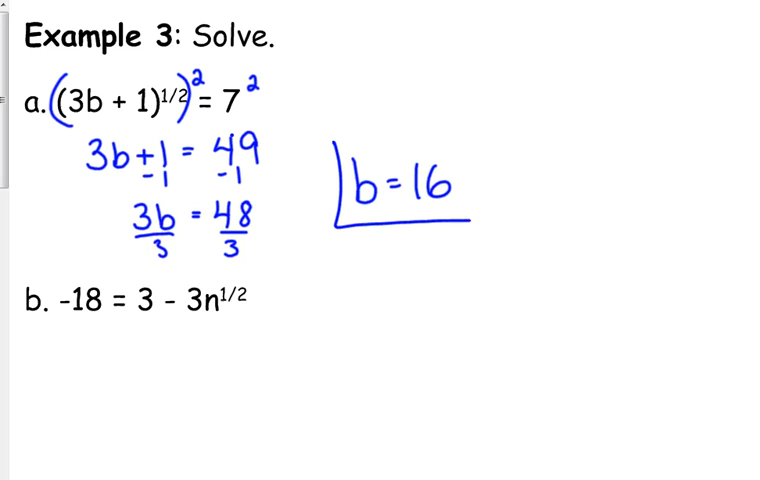 Example 3: Solve.
a. ((3b + 1)^1/2)^2 = 7^2
3b + 1 = 49
-1 -1
3b = 48
3 3
b = 16
b. -18 = 3 - 3n^1/2